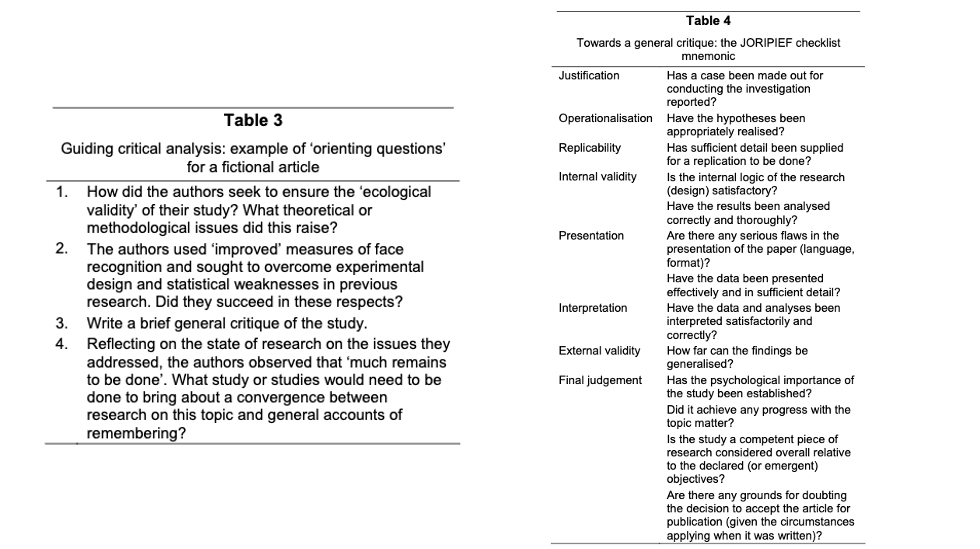 Table 3
Guiding critical analysis: example of ‘orienting questions’
for a fictional article
1. How did the authors seek to ensure the ‘ecological
validity’ of their study? What theoretical or
methodological issues did this raise?
2. The authors used ‘improved’ measures of face
recognition and sought to overcome experimental
design and statistical weaknesses in previous
research. Did they succeed in these respects?
3. Write a brief general critique of the study.
4. Reflecting on the state of research on the issues they
addressed, the authors observed that ‘much remains
to be done’. What study or studies would need to be
done to bring about a convergence between
research on this topic and general accounts of
remembering?
Table 4
Towards a general critique: the JORIPIEF checklist
mnemonic
Justification Has a case been made out for
conducting the investigation
reported?
Operationalisation Have the hypotheses been
appropriately realised?
Replicability Has sufficient detail been supplied
for a replication to be done?
Internal validity Is the internal logic of the research
(design) satisfactory?
Have the results been analysed
correctly and thoroughly?
Presentation Are there any serious flaws in the
presentation of the paper (language,
format)?
Have the data been presented
effectively and in sufficient detail?
Interpretation Have the data and analyses been
interpreted satisfactorily and
correctly?
External validity How far can the findings be
generalised?
Final judgement Has the psychological importance of
the study been established?
Did it achieve any progress with the
topic matter?
Is the study a competent piece of
research considered overall relative
to the declared (or emergent)
objectives?
Are there any grounds for doubting
the decision to accept the article for
publication (given the circumstances
applying when it was written)?